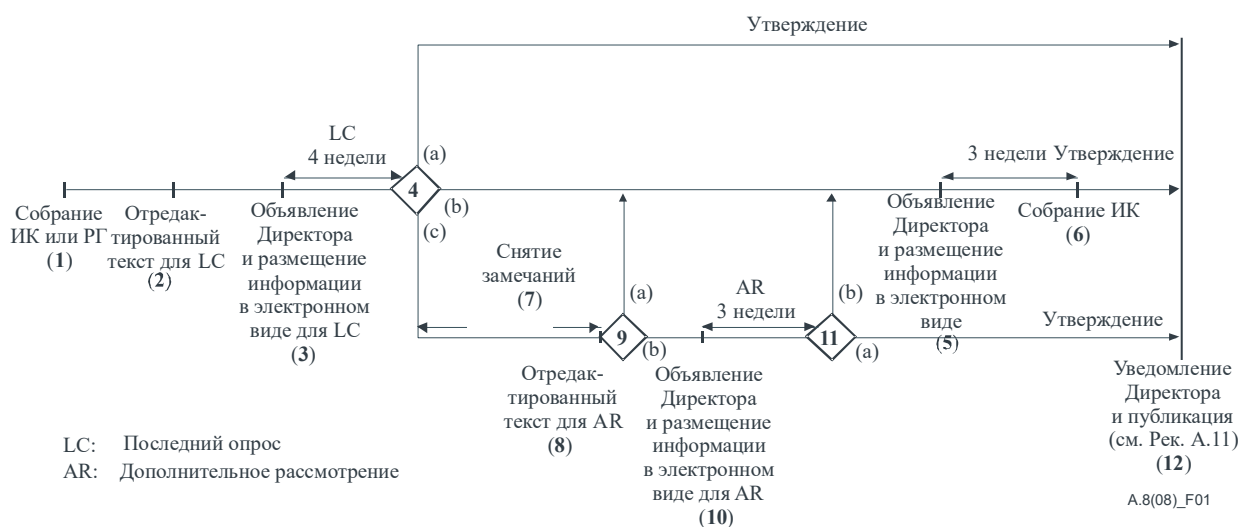 Утверждение
LC
4 недели
(a)
3 недели Утверждение
4
(b)
(c)
Собрание
ИК или РГ
(1)
Отредак-
тированный
текст для LC
(2)
Объявление
Директора
и размещение
информации
в электронном
виде для LC
(3)
Снятие
замечаний
(7)
(a)
AR
3 недели
(b)
Объявление
Директора
и размещение
информации
в электронном
виде
(5)
Собрание ИК
(6)
Утверждение
9
(b)
11
(a)
Отредак-
тированный
текст для AR
(8)
Объявление
Директора
и размещение
информации
в электронном
виде для AR
(10)
Уведомление
Директора
и публикация
(см. Рек. А.11)
(12)
LC: Последний опрос
AR: Дополнительное рассмотрение
A.8(08)_F01